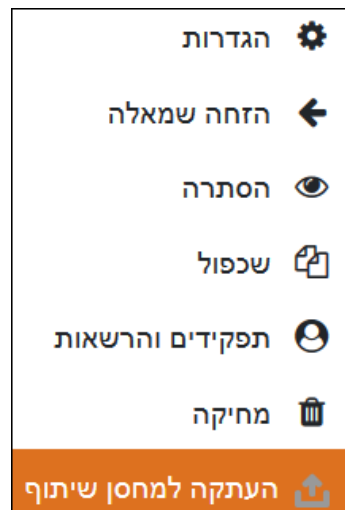 הגדרות
הזחה שמאלה
הסתרה
שכפול
תפקידים והרשאות
מחיקה
העתקה למחסן שיתוף